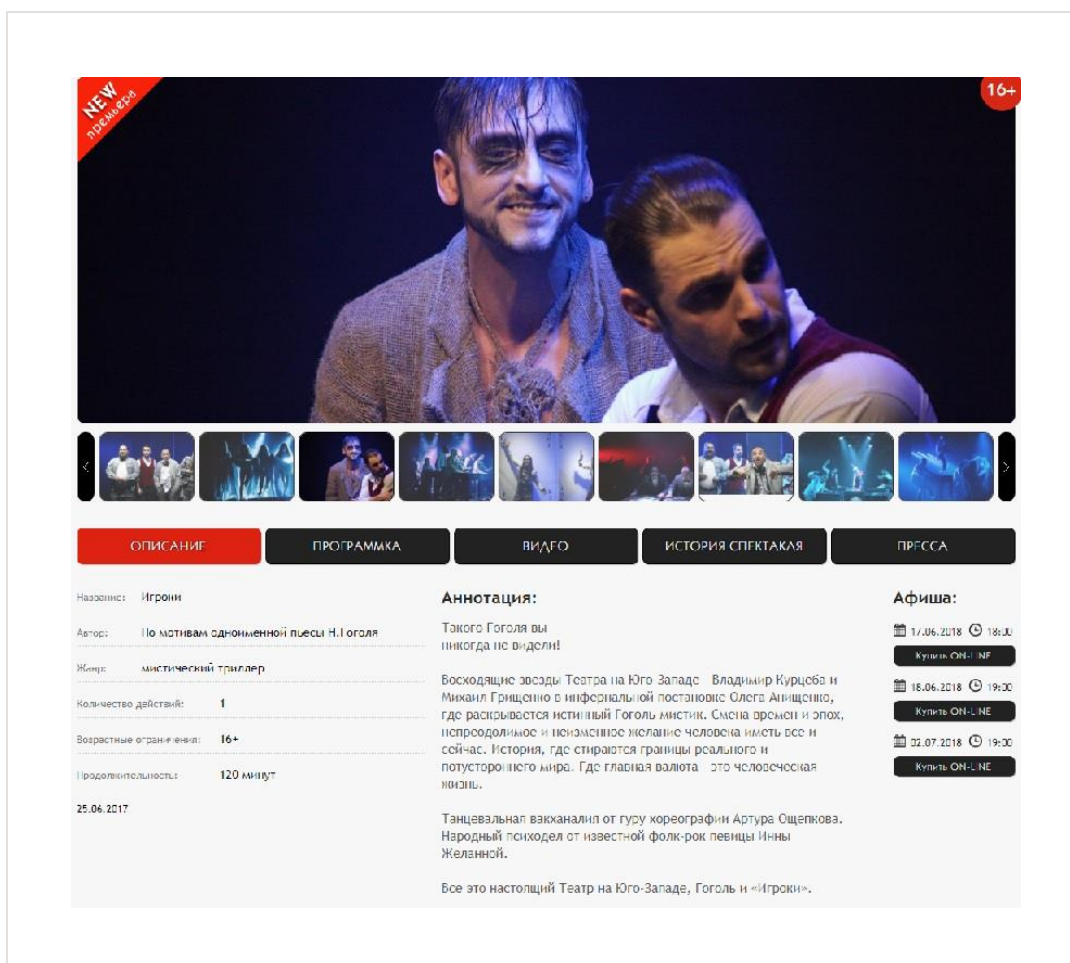 NEW
премьера
16+
ОПИСАНИЕ
ПРОГРАММКА
ВИДЕО
ИСТОРИЯ СПЕКТАКЛЯ
ПРЕССА
Название: Игроки
Автор: По мотивам одноименной пьесы Н.Гоголя
Жанр: мистический триллер
Количество действий: 1
Возрастные ограничения: 16+
Продолжительность: 120 минут
25.06.2017
Аннотация:
Такого Гоголя вы
никогда не видели!
Восходящие звезды Театра на Юго-Западе - Владимир Курцеба и
Михаил Грищенко в инфернальной постановке Олега Анищенко,
где раскрывается истинный Гоголь мистик. Смена времен и эпох,
непреодолимое и неизменное желание человека иметь все и
сейчас. История, где стираются границы реального и
потустороннего мира. Где главная валюта - это человеческая
жизнь.
Танцевальная вакханалия от гуру хореографии Артура Ощепкова.
Народный психодел от известной фолк-рок певицы Инны
Желанной.
Все это настоящий Театр на Юго-Западе, Гоголь и «Игроки».
Афиша:
17.06.2018 18:00
Купить ON-LINE
18.06.2018 19:00
Купить ON-LINE
02.07.2018 19:00
Купить ON-LINE